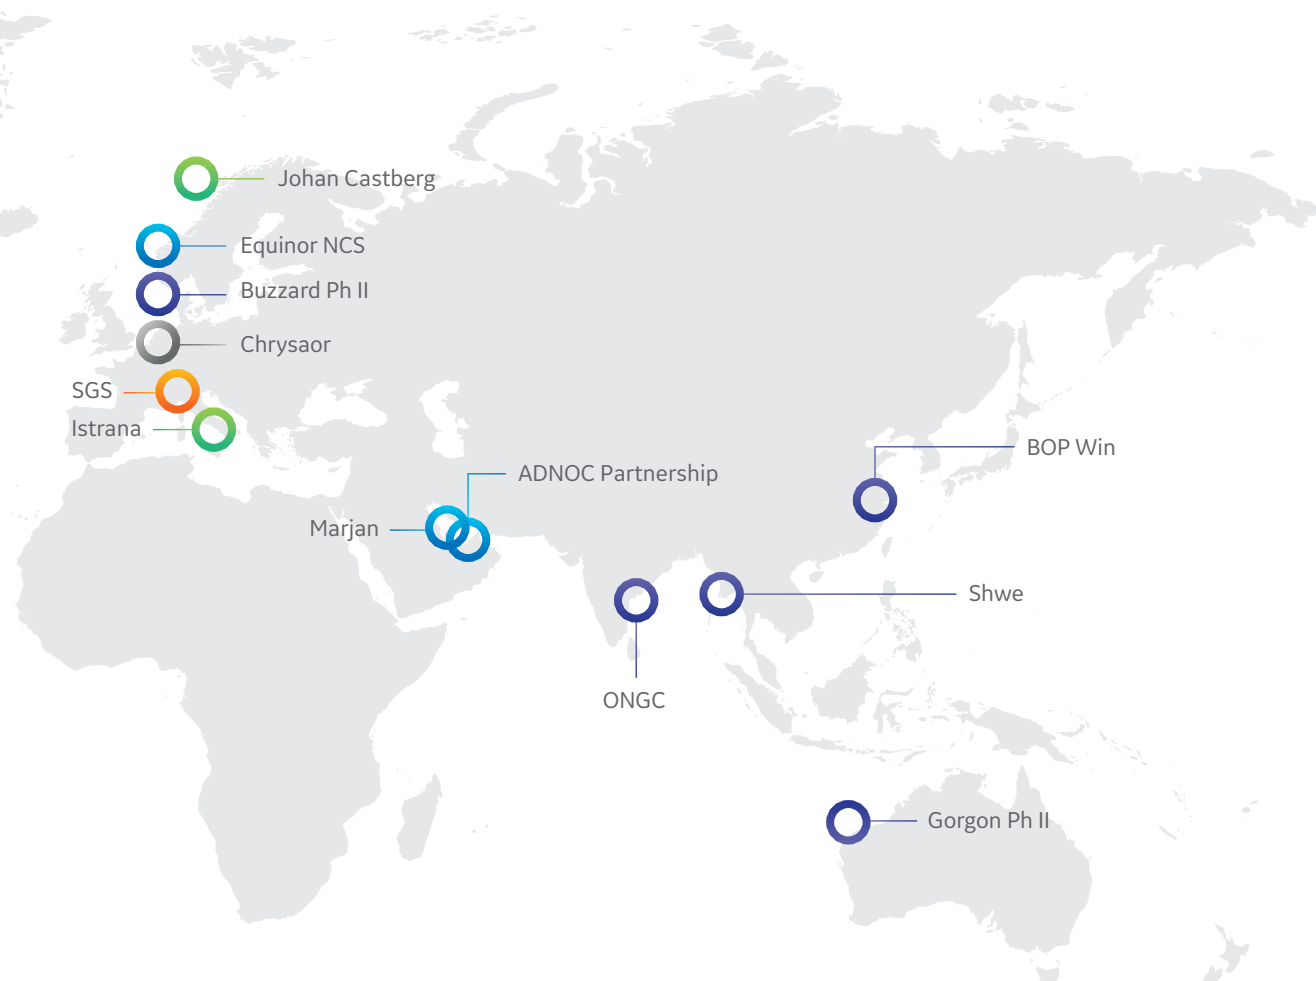 Johan Castberg
Equinor NCS
Buzzard Ph II
Chrysaor
SGS
Istrana
BOP Win
ADNOC Partnership
Marjan
Shwe
ONGC
Gorgon Ph II